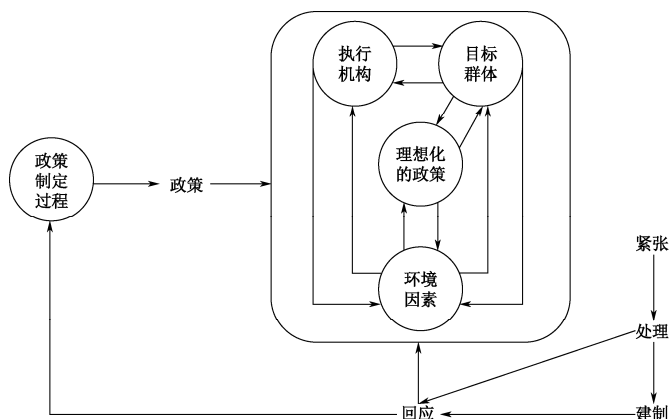 执行
机构
目标
群体
理想化
的政策
政策
制定
过程
政策
环境
因素
紧张
处理
回应
建制